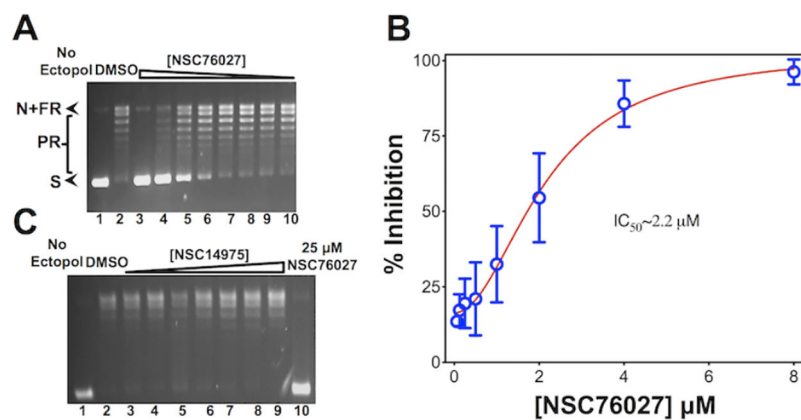 A
No
Ectopol DMSO [NSC76027]
N+FR
PR
S
1 2 3 4 5 6 7 8 9 10
C
No
Ectopol DMSO [NSC14975] 25 µM
NSC76027
1 2 3 4 5 6 7 8 9 10
B
% Inhibition
100
75
50
25
0
IC50~2.2 µM
0 2 4 6 8
[NSC76027] µM